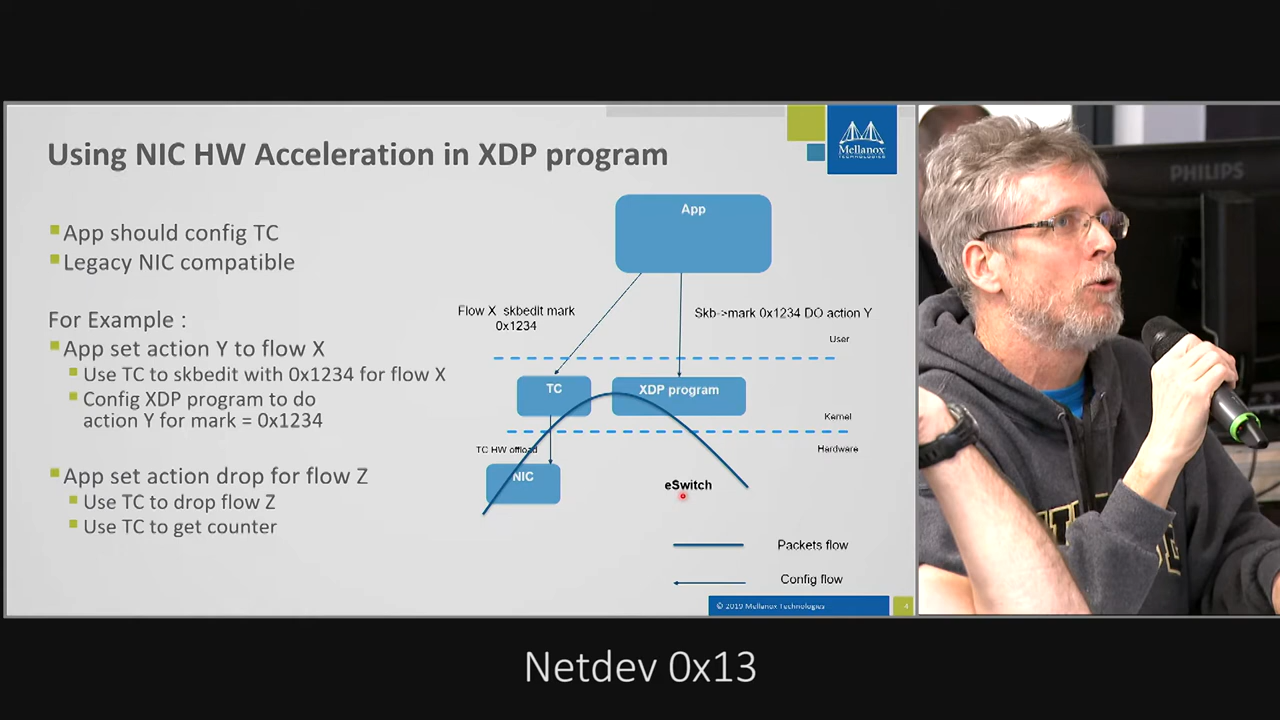 Using NIC HW Acceleration in XDP program
Mellanox
TECHNOLOGIES
App should config TC
Legacy NIC compatible
For Example :
App set action Y to flow X
Use TC to skbedit with 0x1234 for flow X
Config XDP program to do
action Y for mark = 0x1234
App set action drop for flow Z
Use TC to drop flow Z
Use TC to get counter
App
Flow X skbedit mark
0x1234
Skb->mark 0x1234 DO action Y
User
TC
XDP program
Kernel
TC HW offload
Hardware
NIC
eSwitch
Packets flow
Config flow
© 2019 Mellanox Technologies
4
PHILIPS
Netdev 0x13